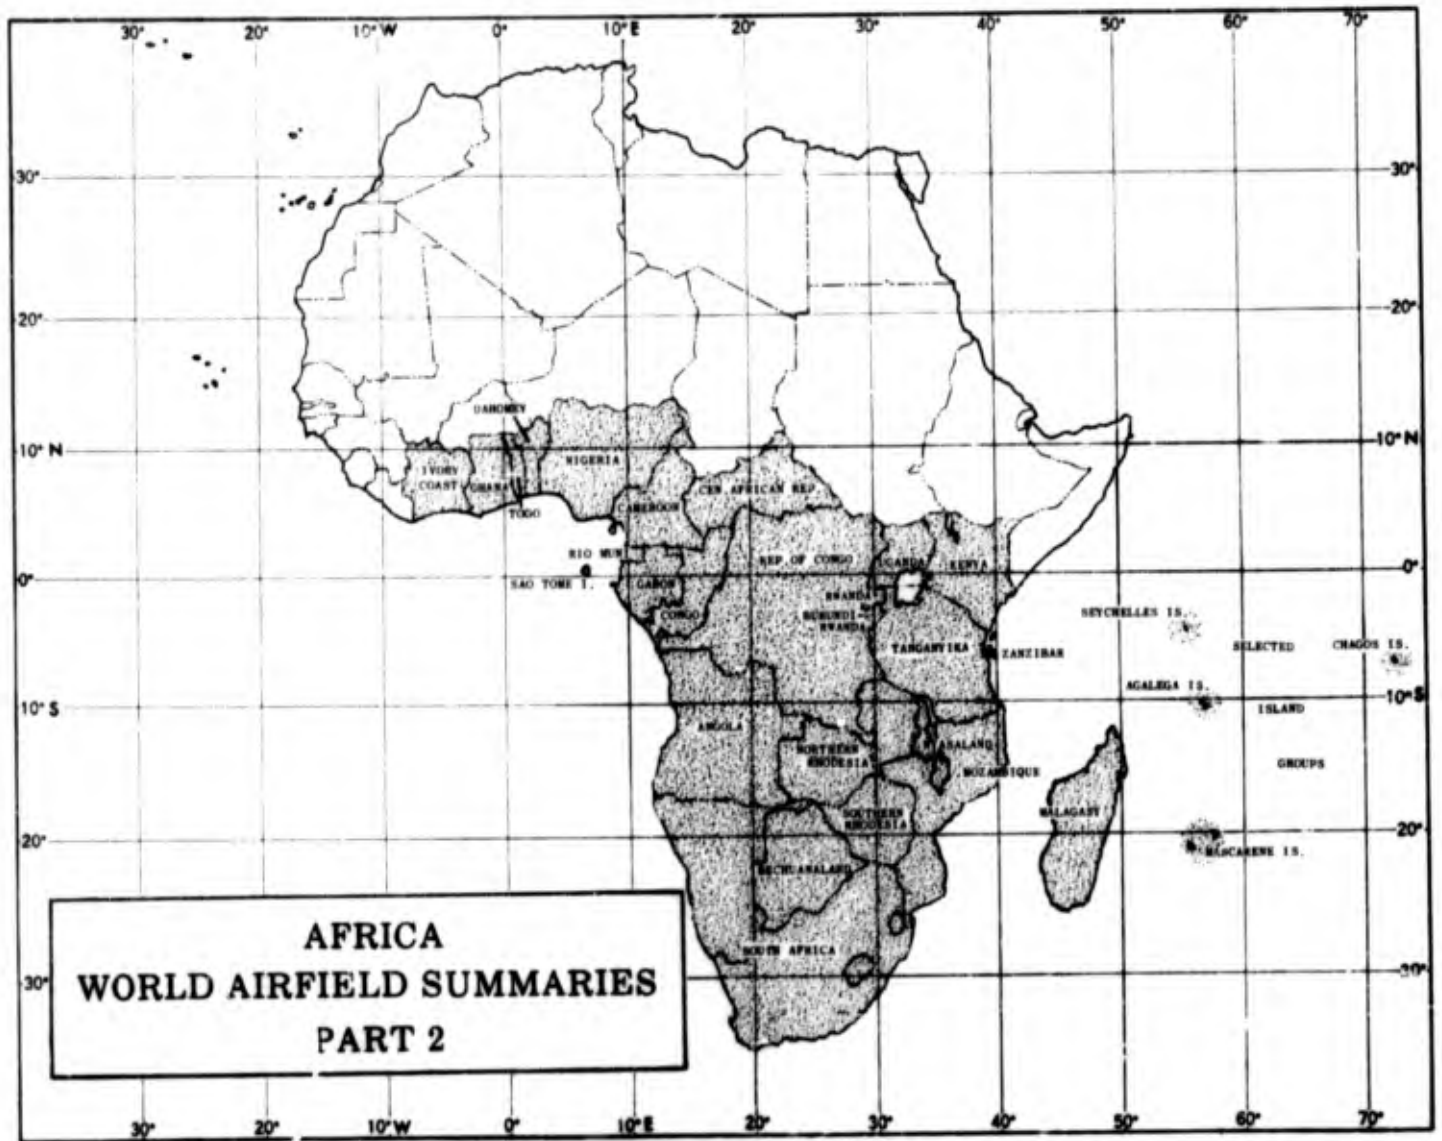 30° 20° 10°W 0° 10°E 20° 30° 40° 50° 60° 70°
30° 30°
20° 20°
DAHOMEY
10° N 10° N
IVORY
COAST
GHANA
TOGO
NIGERIA
CAMEROON
CEN.AFRICAN REP.
RIO MUNI
SAO TOME I.
0° 0°
GABON
CONGO
REP.OF CONGO
UGANDA
KENYA
RWANDA
BURUNDI-
RWANDA
TANGANYIKA
ZANZIBAR
SEYCHELLES IS.
SELECTED
CHAGOS IS.
AGALEGA IS.
10° S 10°S
ISLAND
ANGOLA
NORTHERN
RHODESIA
ASALAND
MOZAMBIQUE
GROUPS
SOUTHERN
RHODESIA
MALAGASY
20° 20°
MASCARENE IS.
BECHUANALAND
SOUTH AFRICA
30° 30°
AFRICA
WORLD AIRFIELD SUMMARIES
PART 2
30° 20° 10°W 0° 10°E 20° 30° 40° 50° 60° 70°